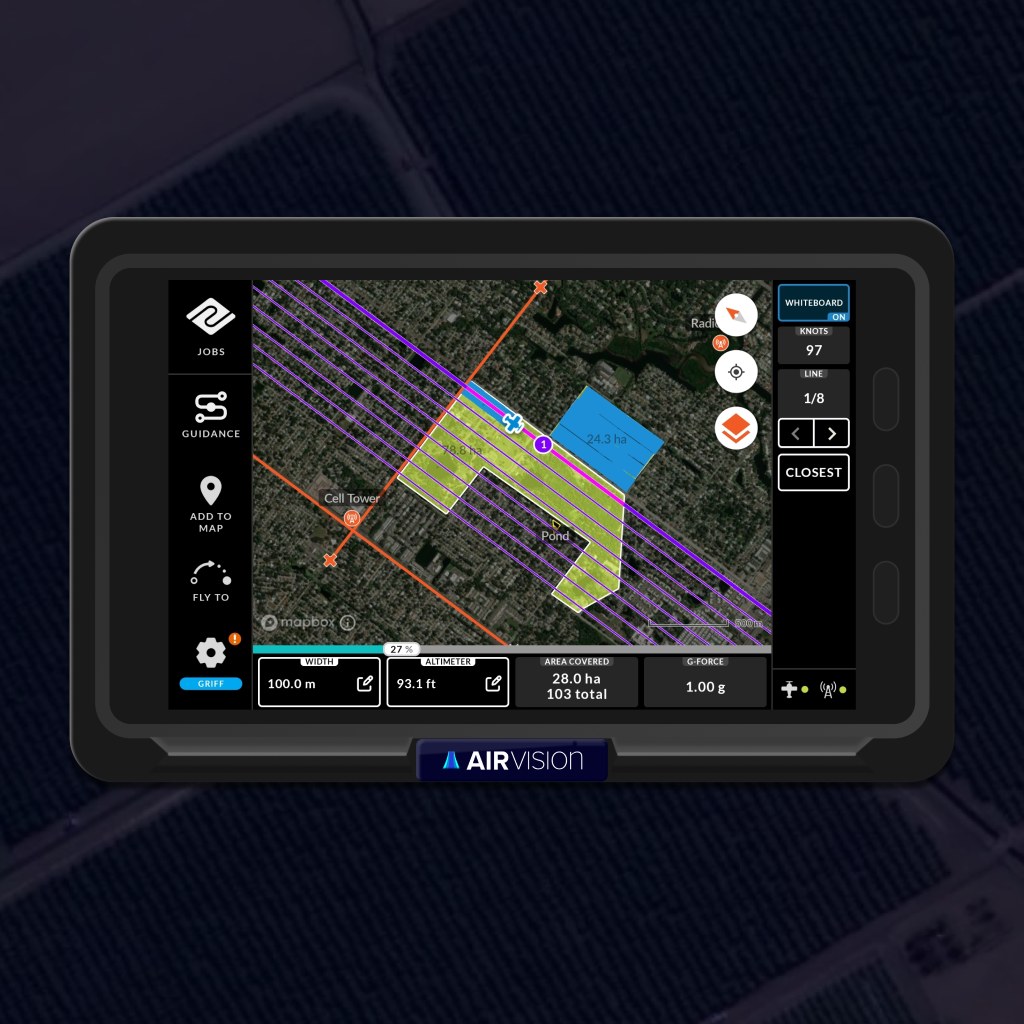 JOBS
GUIDANCE
ADD TO
MAP
FLY TO
GRIFF
Cell Tower
78.8 ha
1
24.3 ha
Pond
mapbox
500m
WHITEBOARD
ON
KNOTS
97
LINE
1/8
CLOSEST
27 %
WIDTH
100.0 m
ALTIMETER
93.1 ft
AREA COVERED
28.0 ha
103 total
G-FORCE
1.00 g
AIRVISION